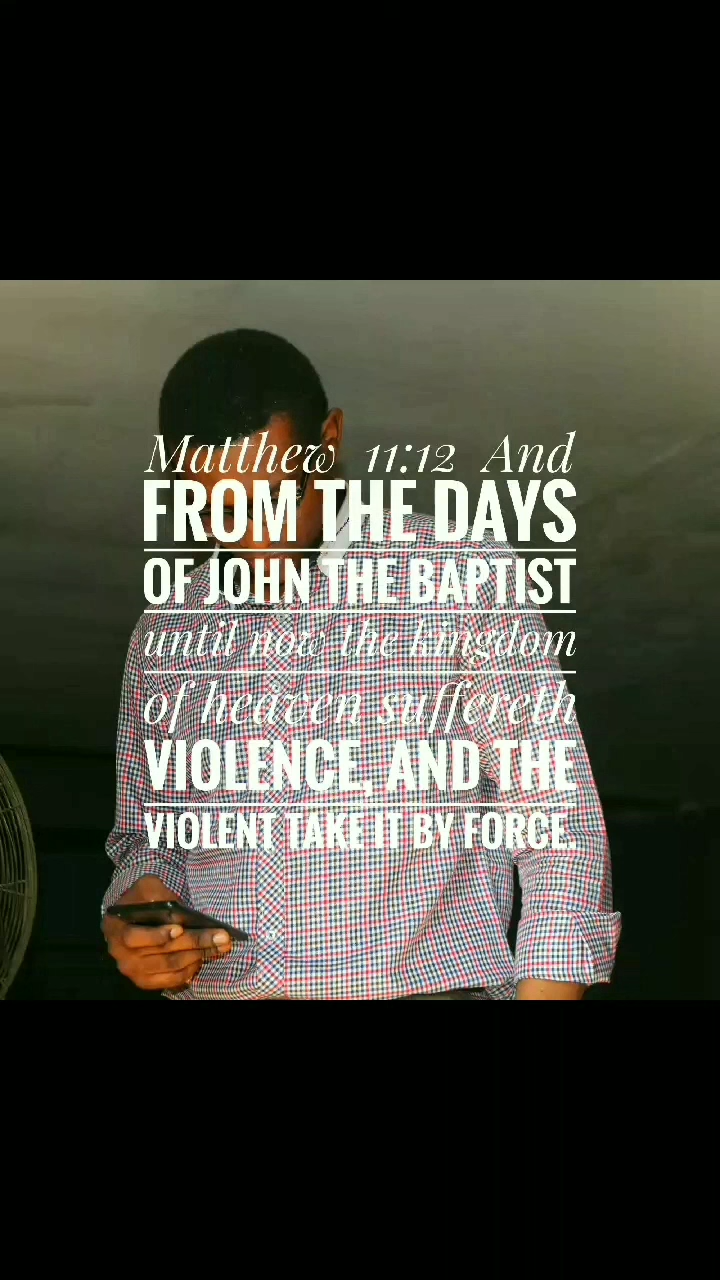 Matthew 11:12 And
FROM THE DAYS
OF JOHN THE BAPTIST
until now the kingdom
of heaven suffereth
VIOLENCE, AND THE
VIOLENT TAKE IT BY FORCE.